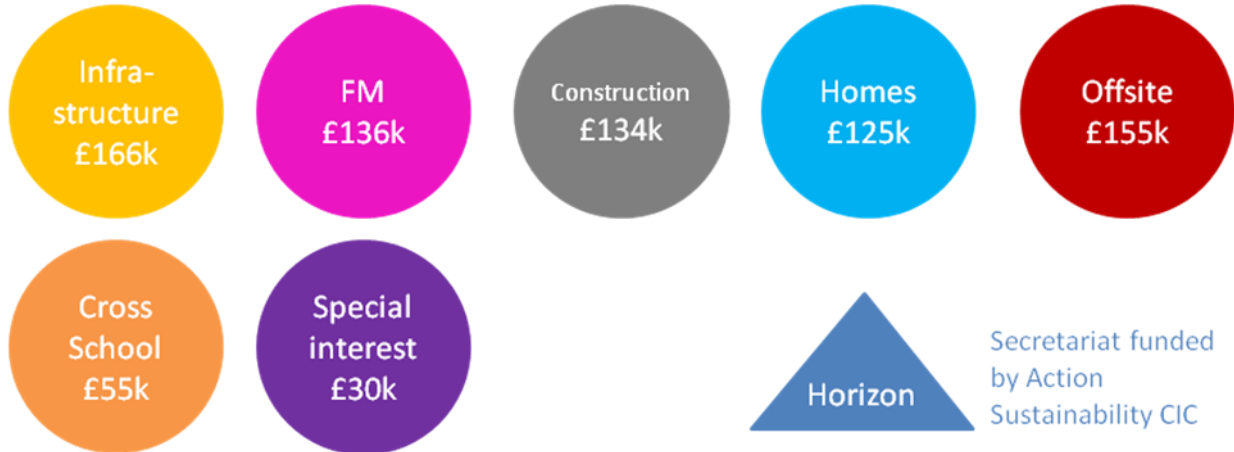 Infra-
structure
£166k
FM
£136k
Construction
£134k
Homes
£125k
Offsite
£155k
Cross
School
£55k
Special
interest
£30k
Horizon
Secretariat funded
by Action
Sustainability CIC